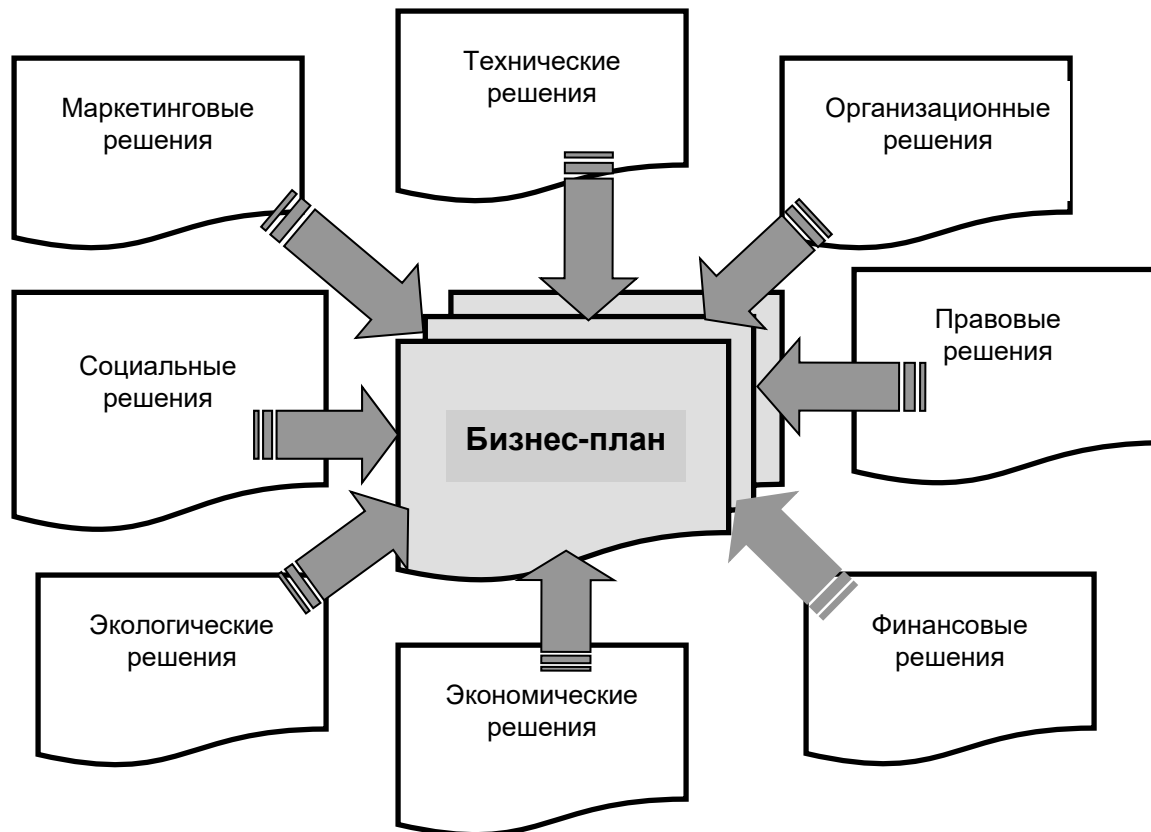 Технические
решения
Маркетинговые
решения
Организационные
решения
Правовые
решения
Социальные
решения
Бизнес-план
Экологические
решения
Финансовые
решения
Экономические
решения